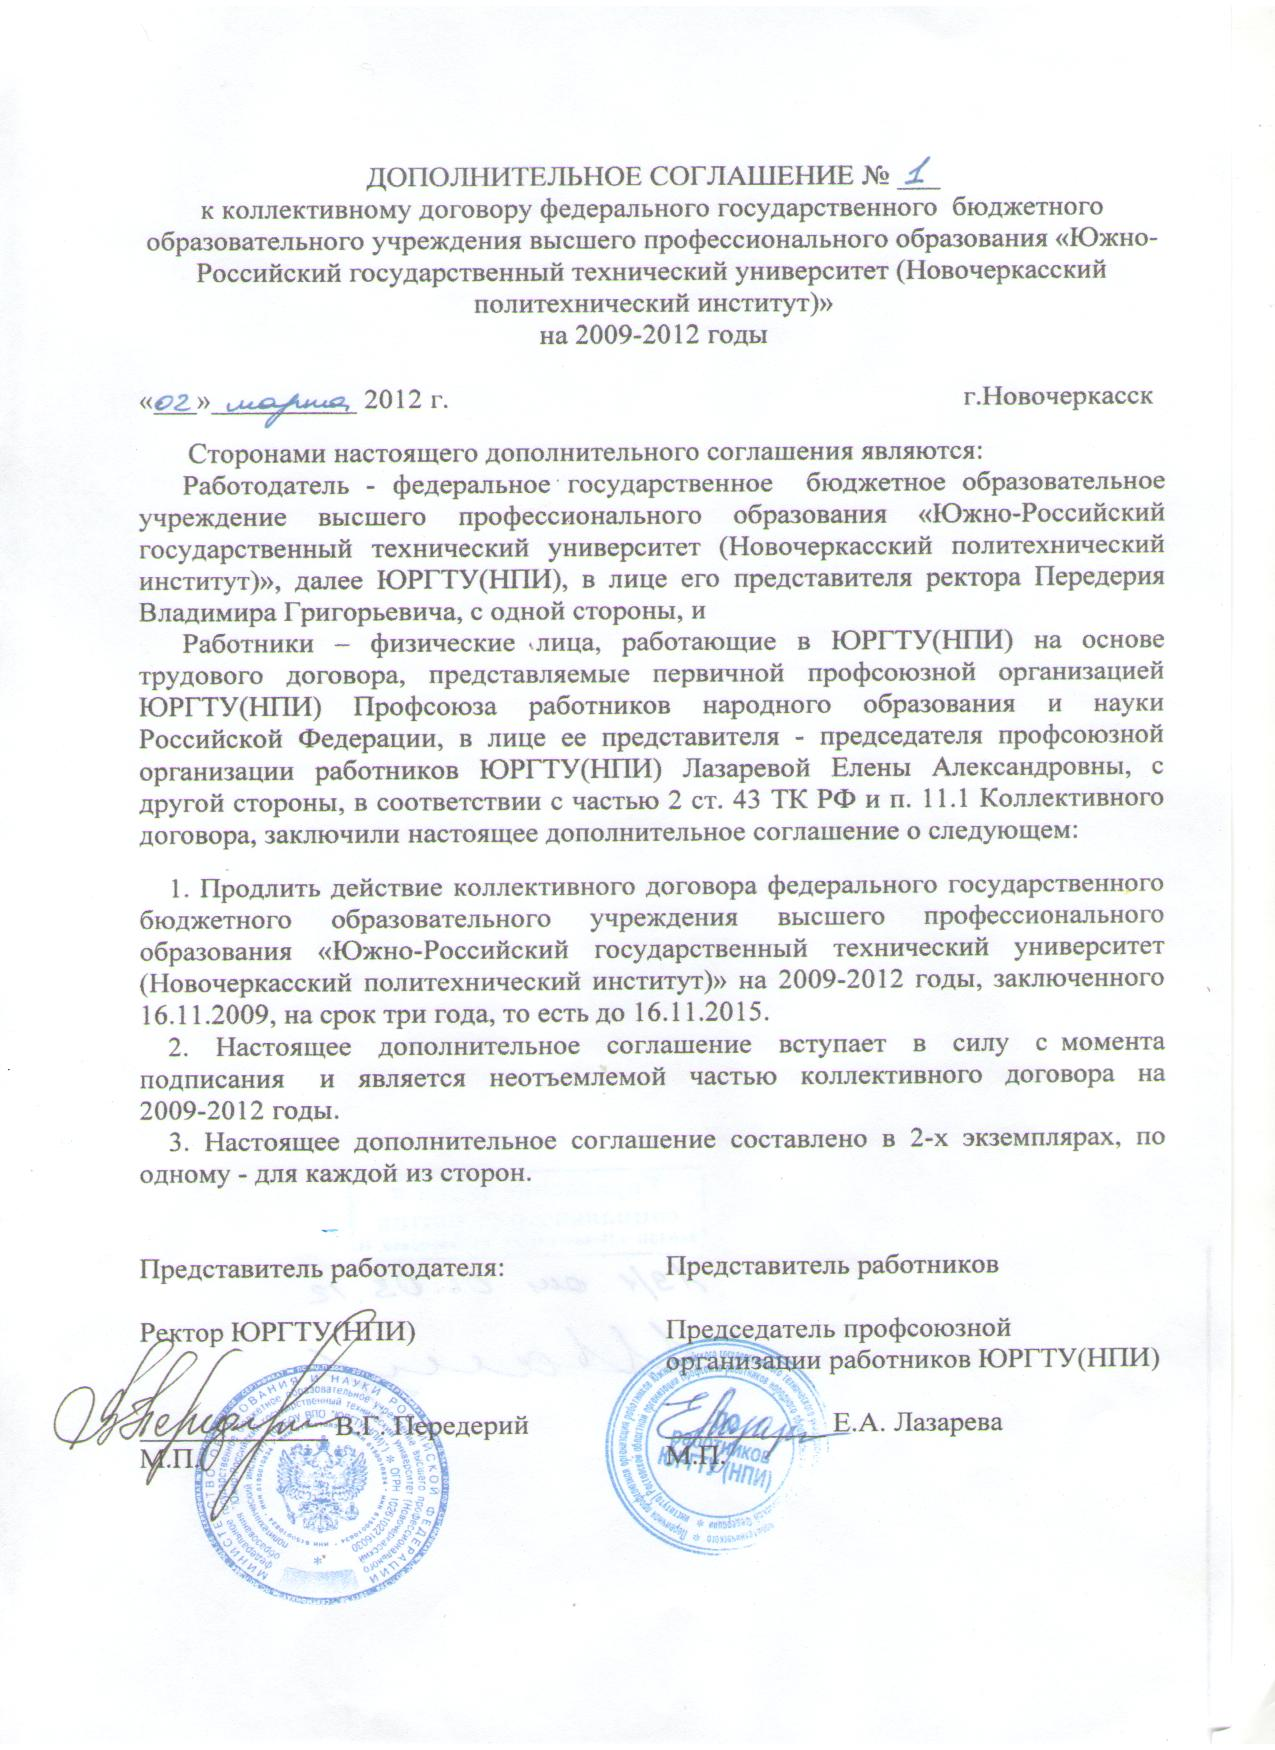 ДОПОЛНИТЕЛЬНОЕ СОГЛАШЕНИЕ № 1
к коллективному договору федерального государственного бюджетного
образовательного учреждения высшего профессионального образования «Южно-
Российский государственный технический университет (Новочеркасский
политехнический институт)»
на 2009-2012 годы
«02» марта 2012 г. г.Новочеркасск
Сторонами настоящего дополнительного соглашения являются:
Работодатель - федеральное государственное бюджетное образовательное
учреждение высшего профессионального образования «Южно-Российский
государственный технический университет (Новочеркасский политехнический
институт)», далее ЮРГТУ(НПИ), в лице его представителя ректора Передерия
Владимира Григорьевича, с одной стороны, и
Работники – физические лица, работающие в ЮРГТУ(НПИ) на основе
трудового договора, представляемые первичной профсоюзной организацией
ЮРГТУ(НПИ) Профсоюза работников народного образования и науки
Российской Федерации, в лице ее представителя - председателя профсоюзной
организации работников ЮРГТУ(НПИ) Лазаревой Елены Александровны, с
другой стороны, в соответствии с частью 2 ст. 43 ТК РФ и п. 11.1 Коллективного
договора, заключили настоящее дополнительное соглашение о следующем:
1. Продлить действие коллективного договора федерального государственного
бюджетного образовательного учреждения высшего профессионального
образования «Южно-Российский государственный технический университет
(Новочеркасский политехнический институт)» на 2009-2012 годы, заключенного
16.11.2009, на срок три года, то есть до 16.11.2015.
2. Настоящее дополнительное соглашение вступает в силу с момента
подписания и является неотъемлемой частью коллективного договора на
2009-2012 годы.
3. Настоящее дополнительное соглашение составлено в 2-х экземплярах, по
одному - для каждой из сторон.
Представитель работодателя:
Ректор ЮРГТУ(НПИ)
В.Г. Передерий
М.П.
МИНИСТЕРСТВО ОБРАЗОВАНИЯ И НАУКИ РОССИЙСКОЙ ФЕДЕРАЦИИ
Представитель работников
Председатель профсоюзной
организации работников ЮРГТУ(НПИ)
Е.А. Лазарева
М.П.
работников
ЮРГТУ (НПИ)